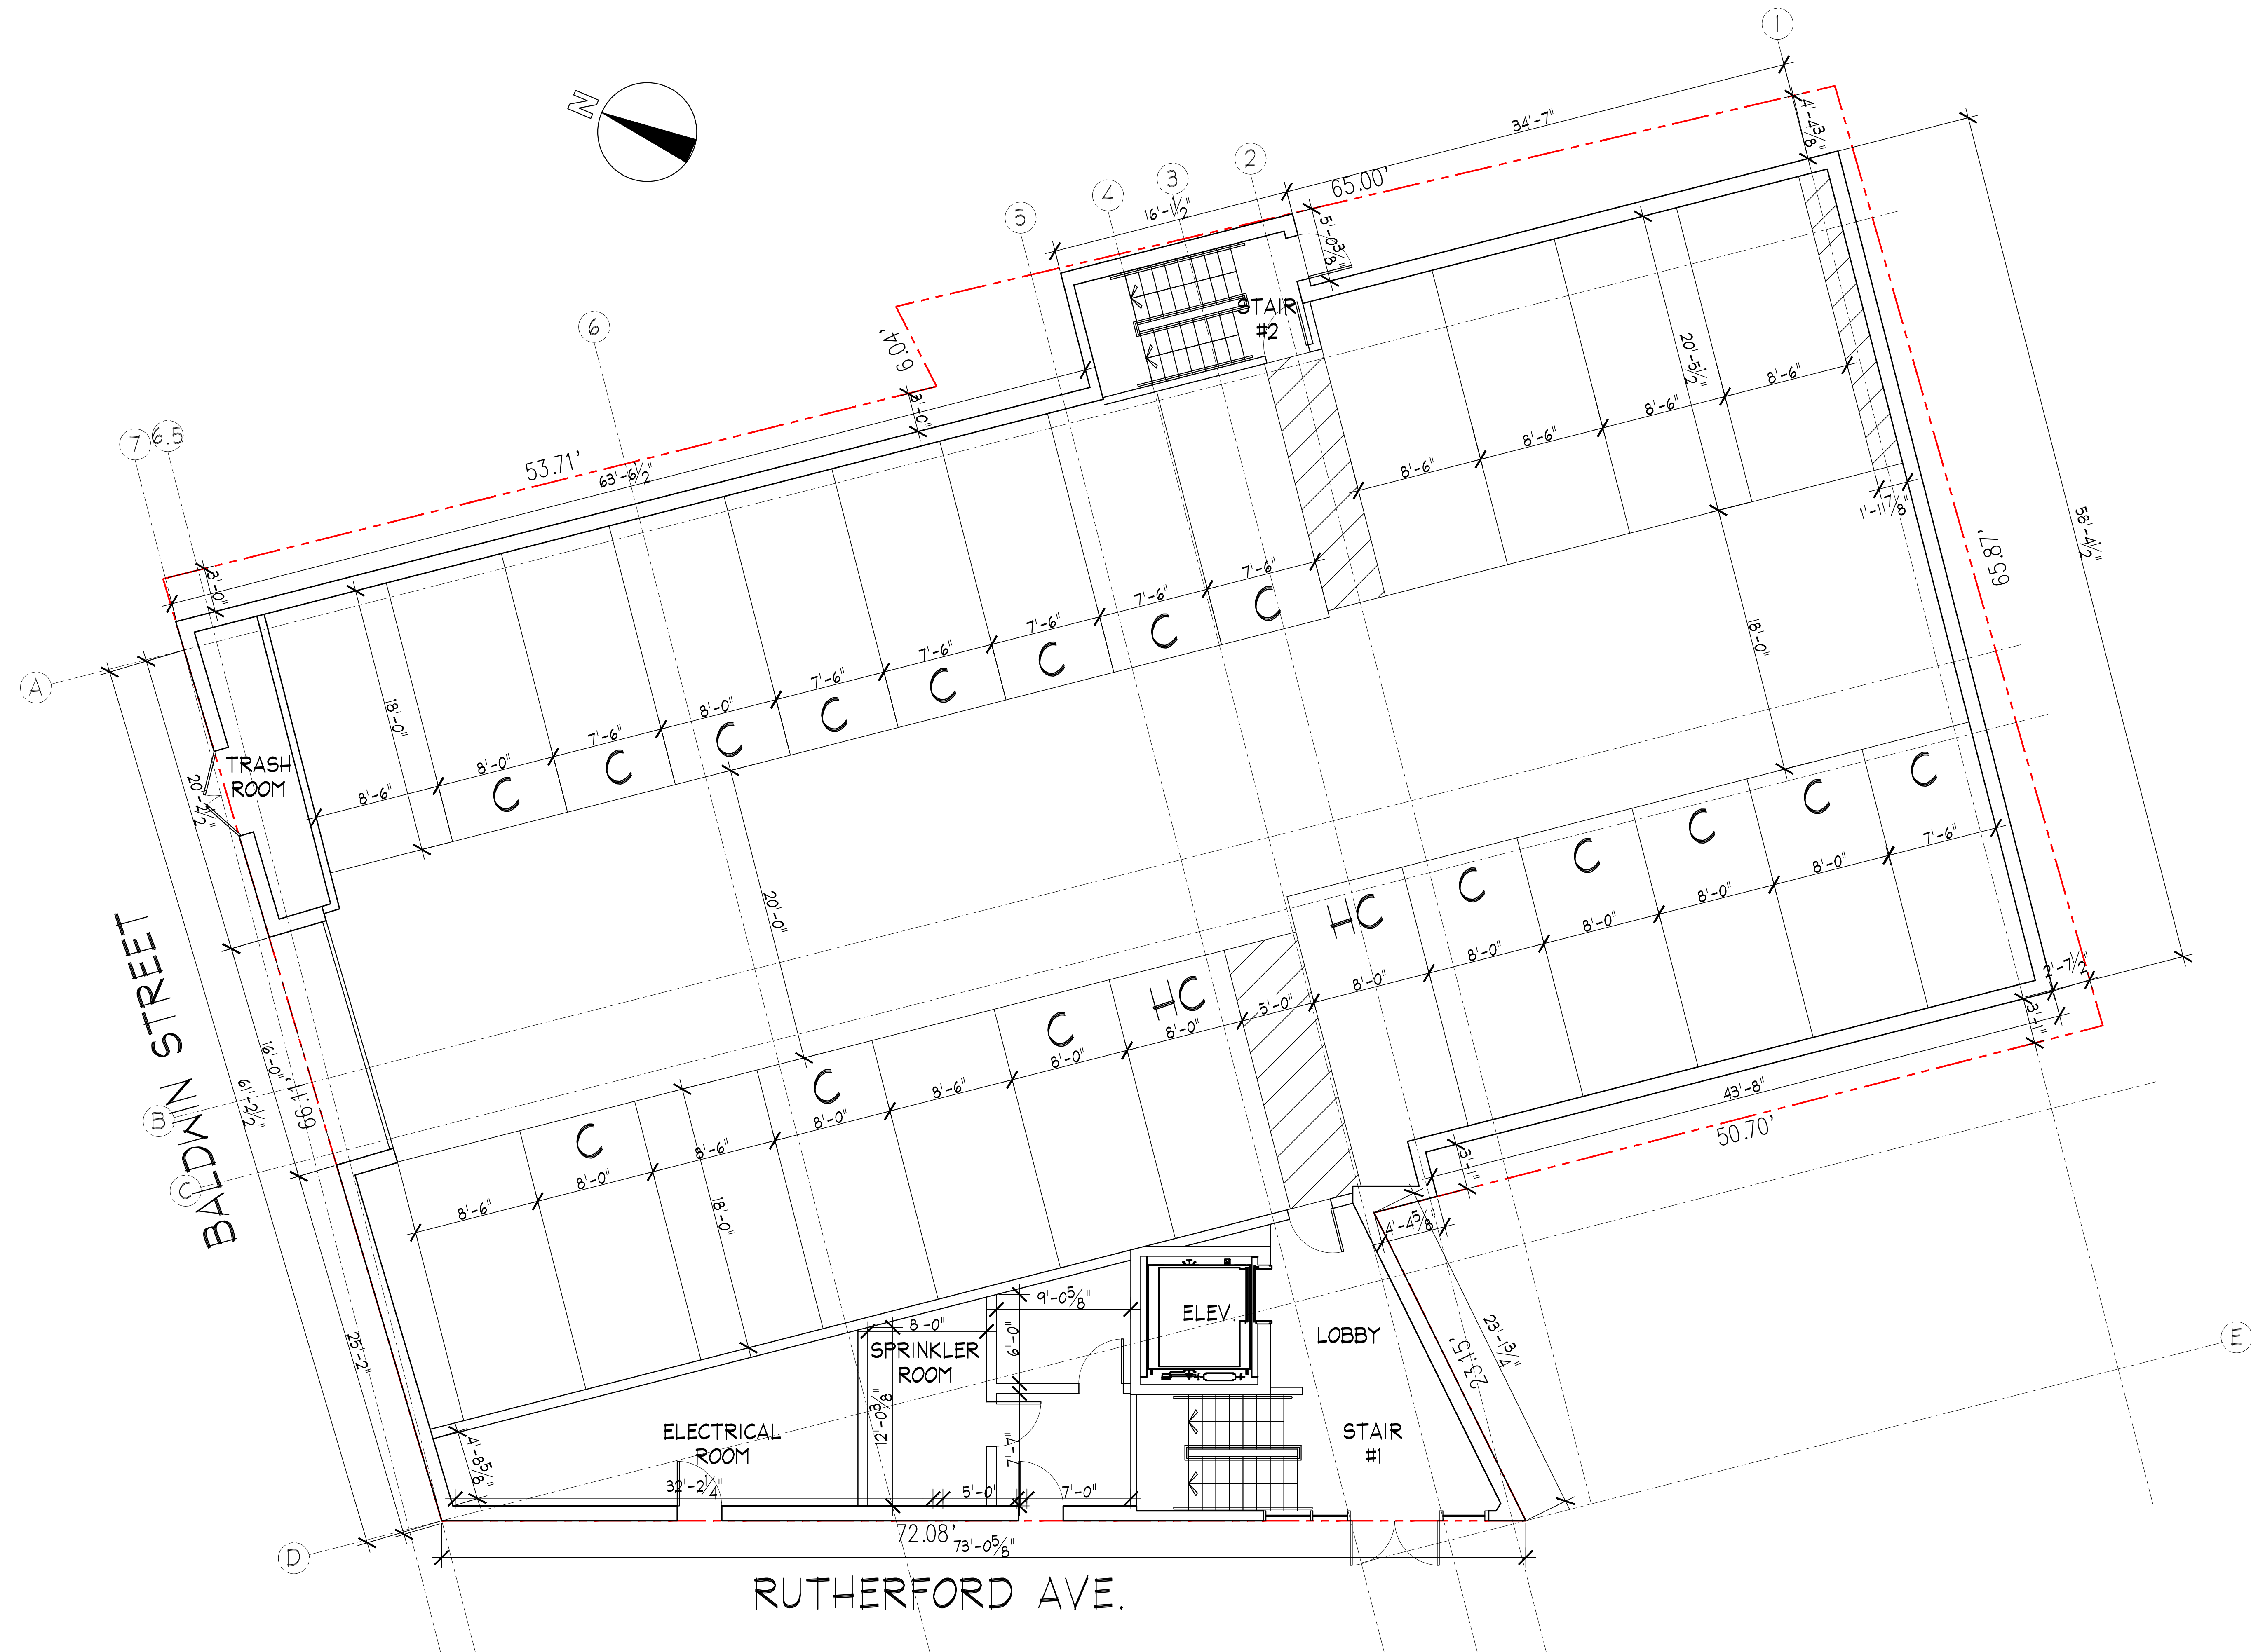 1
34'-7"
4'-4 3/8"
N
2
3
4
5
65.00'
16'-1 1/2"
5'-0 3/8"
STAIR
#2
6
6.04'
3'-0"
20'-5 1/2"
8'-6"
8'-6"
8'-6"
8'-6"
1'-11 7/8"
58'-4 1/2"
65.87'
7
6.5
53.71'
63'-6 1/2"
3'-0"
A
18'-0"
7'-6"
7'-6"
7'-6"
7'-6"
7'-6"
8'-0"
7'-6"
8'-0"
8'-6"
C
C
C
C
C
C
C
C
18'-0"
TRASH
ROOM
20'-2 1/2"
20'-0"
BALDWIN STREET
16'-0"
66.11'
61'-2 1/2"
B
C
HC
C
C
C
C
C
8'-0"
8'-0"
8'-0"
8'-0"
8'-0"
7'-6"
2'-7 1/2"
3'-1"
43'-8"
50.70'
3'-1"
4'-4 5/8"
C
C
C
HC
8'-6"
8'-0"
8'-6"
8'-0"
8'-6"
8'-0"
8'-0"
5'-0"
18'-0"
25'-2"
ELEV.
LOBBY
9'-0 5/8"
8'-0"
6'-0"
SPRINKLER
ROOM
23'-1 3/4"
23.15'
E
12'-0 3/8"
ELECTRICAL
ROOM
7'-7"
STAIR
#1
4'-8 5/8"
32'-2 1/4"
5'-0"
7'-0"
72.08'
73'-0 5/8"
D
RUTHERFORD AVE.